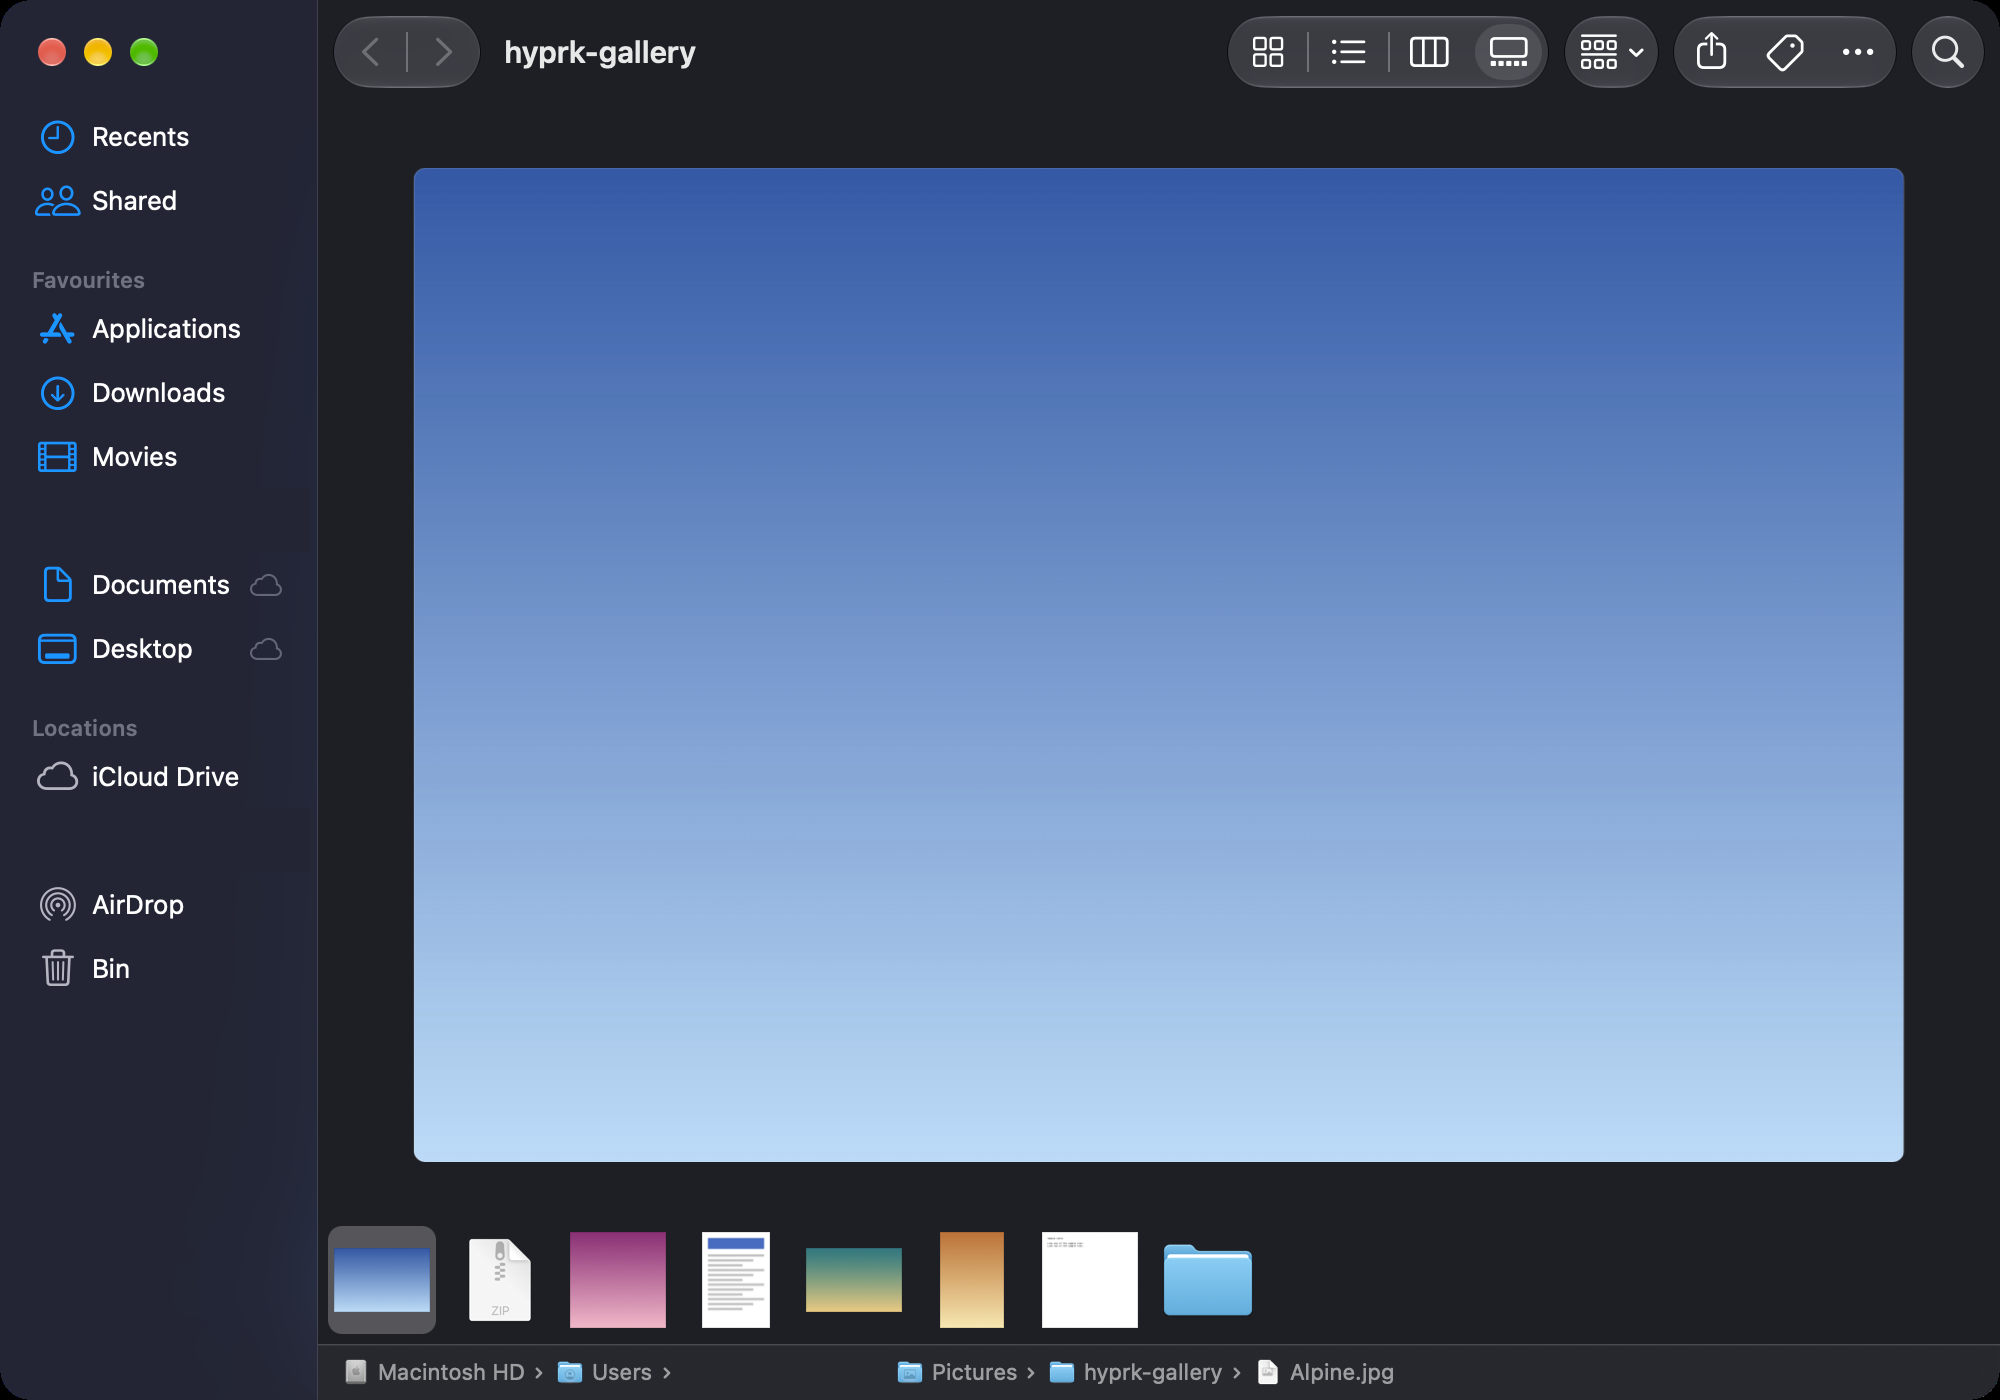 hyprk-gallery
Recents
Shared
Favourites
Applications
Downloads
Movies
Documents
Desktop
Locations
iCloud Drive
AirDrop
Bin
ZIP
Macintosh HD › Users › Pictures › hyprk-gallery › Alpine.jpg